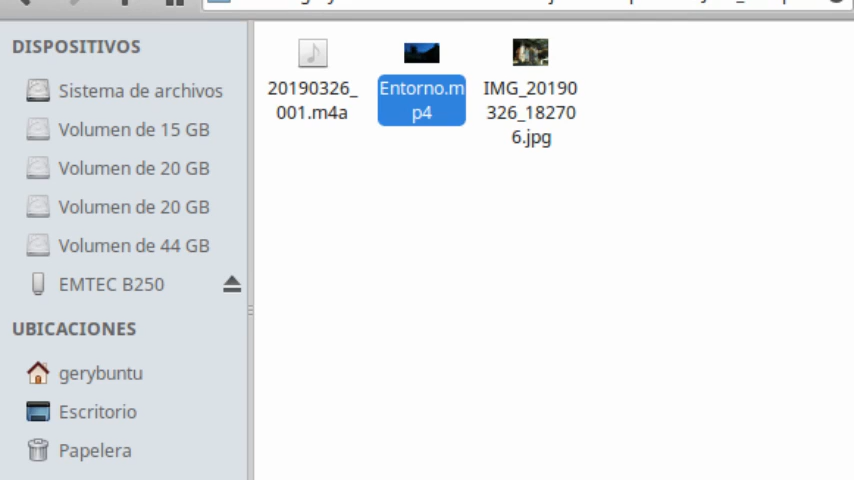 DISPOSITIVOS
Sistema de archivos
Volumen de 15 GB
Volumen de 20 GB
Volumen de 20 GB
Volumen de 44 GB
EMTEC B250
UBICACIONES
gerybuntu
Escritorio
Papelera
20190326_
001.m4a
Entorno.m
p4
IMG_20190
326_18270
6.jpg